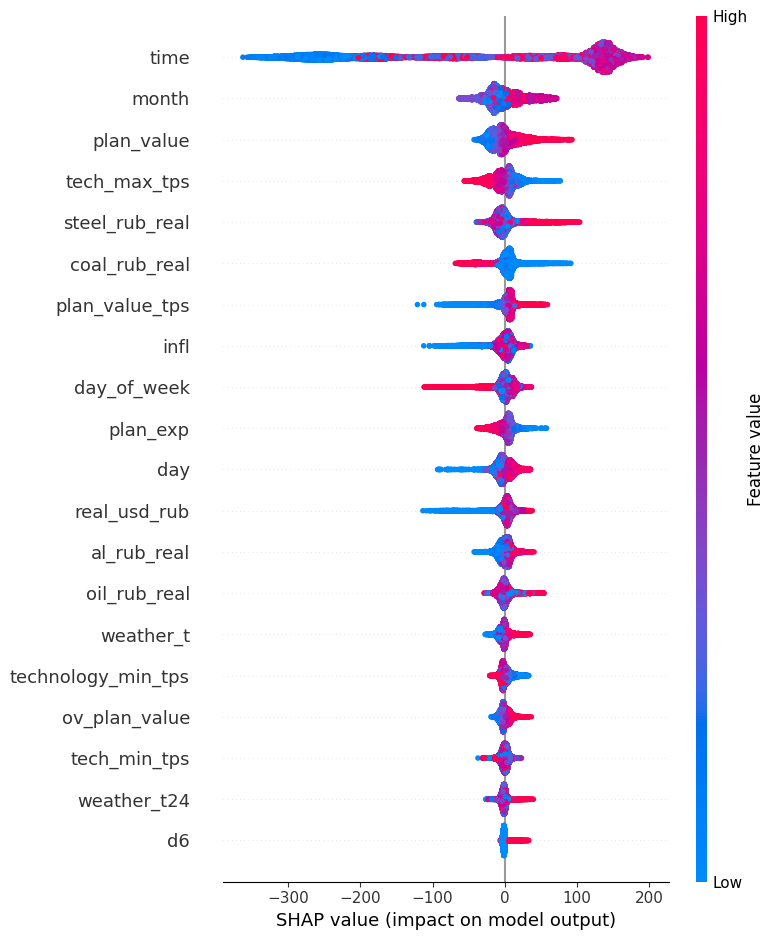 High
time
month
plan_value
tech_max_tps
steel_rub_real
coal_rub_real
plan_value_tps
infl
day_of_week
plan_exp
day
real_usd_rub
al_rub_real
oil_rub_real
weather_t
technology_min_tps
ov_plan_value
tech_min_tps
weather_t24
d6
Feature value
Low
−300 −200 −100 0 100 200
SHAP value (impact on model output)